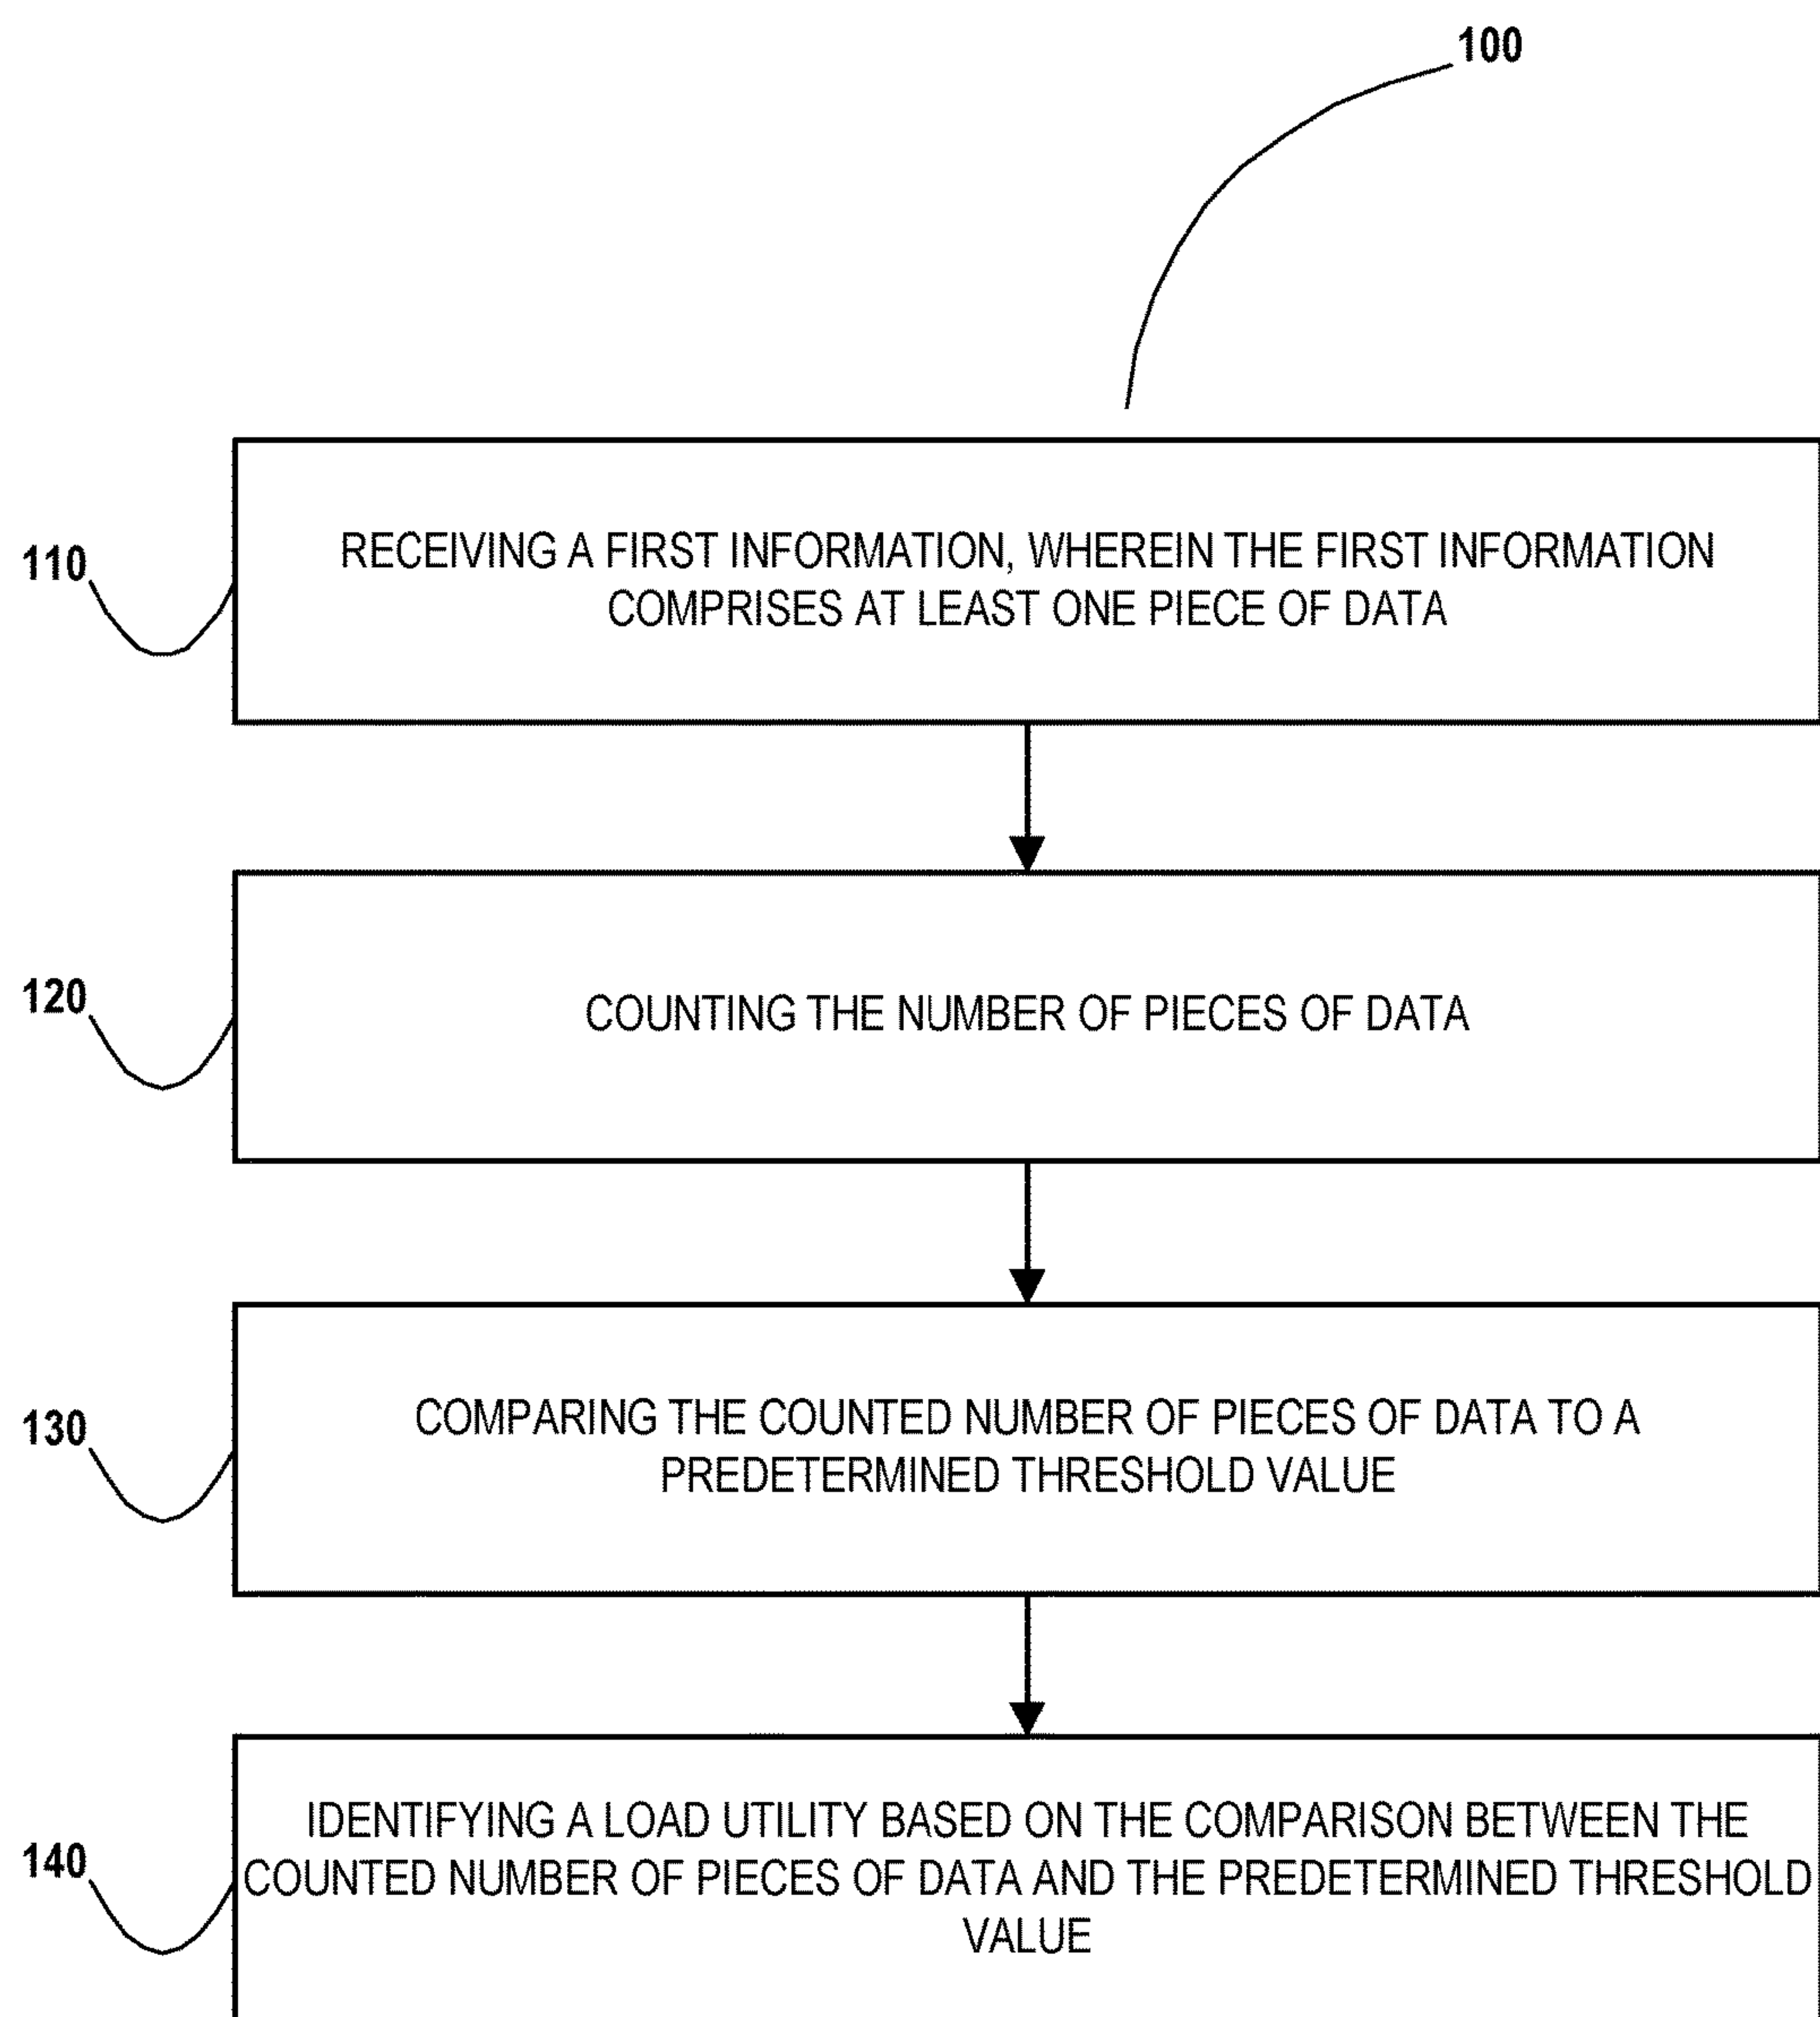 100
110
RECEIVING A FIRST INFORMATION, WHEREIN THE FIRST INFORMATION
COMPRISES AT LEAST ONE PIECE OF DATA
120
COUNTING THE NUMBER OF PIECES OF DATA
130
COMPARING THE COUNTED NUMBER OF PIECES OF DATA TO A
PREDETERMINED THRESHOLD VALUE
140
IDENTIFYING A LOAD UTILITY BASED ON THE COMPARISON BETWEEN THE
COUNTED NUMBER OF PIECES OF DATA AND THE PREDETERMINED THRESHOLD
VALUE